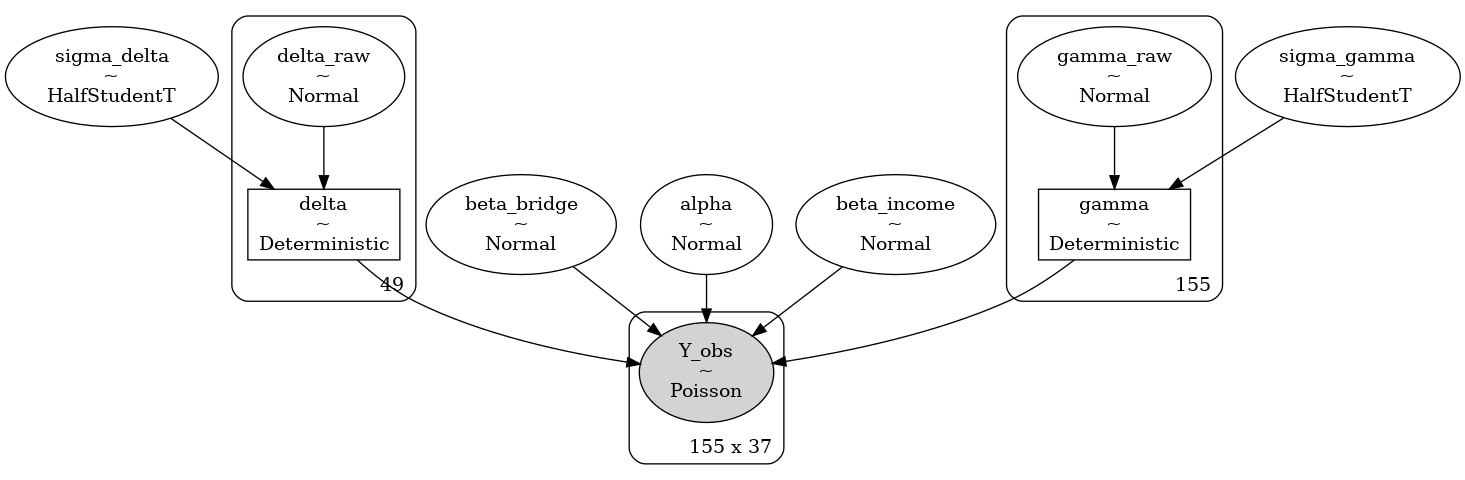 sigma_delta
~
HalfStudentT
delta_raw
~
Normal
gamma_raw
~
Normal
sigma_gamma
~
HalfStudentT
delta
~
Deterministic
49
beta_bridge
~
Normal
alpha
~
Normal
beta_income
~
Normal
gamma
~
Deterministic
155
Y_obs
~
Poisson
155 x 37